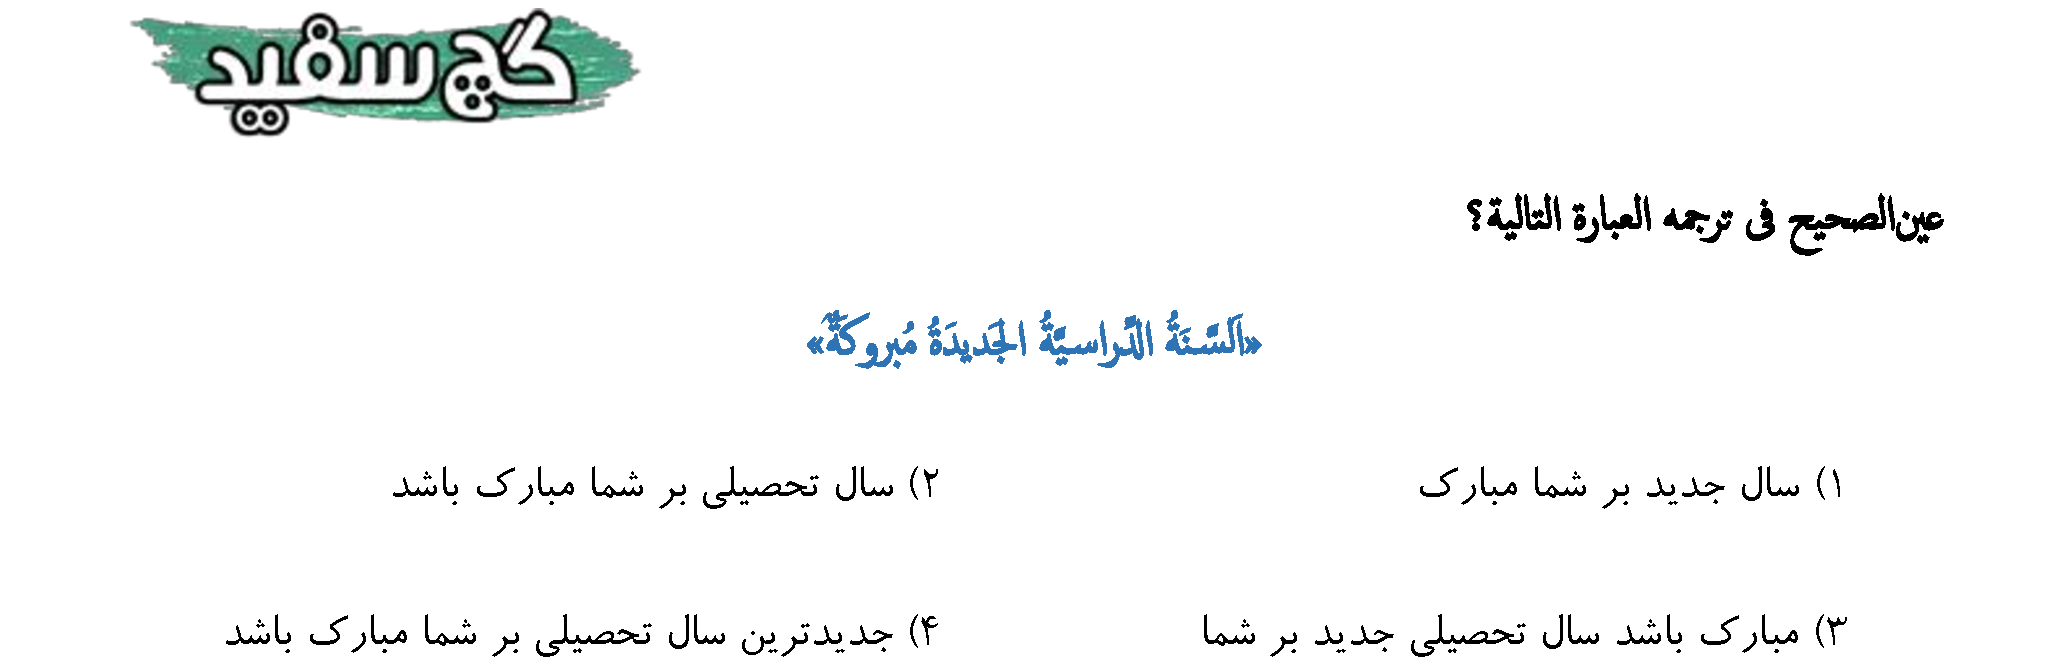 گچ سفید
عین‌الصحیح فی ترجمه العبارة التالیة؟
«اَلسَّنَةُ الدَّراسیَّةُ الجَدیدَةُ مُبروکَةٌ»
۱) سال جدید بر شما مبارک
۲) سال تحصیلی بر شما مبارک باشد
۳) مبارک باشد سال تحصیلی جدید بر شما
۴) جدیدترین سال تحصیلی بر شما مبارک باشد